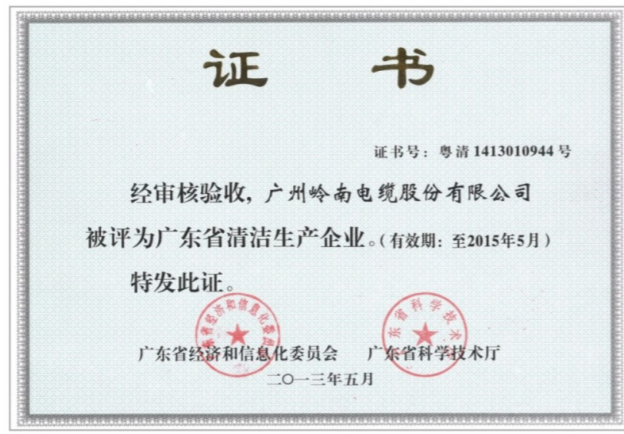 证 书
证书号：粤清1413010944号
经审核验收，广州岭南电缆股份有限公司
被评为广东省清洁生产企业。（有效期：至2015年5月）
特发此证。
广东省经济和信息化委员会 广东省科学技术厅
二〇一三年五月